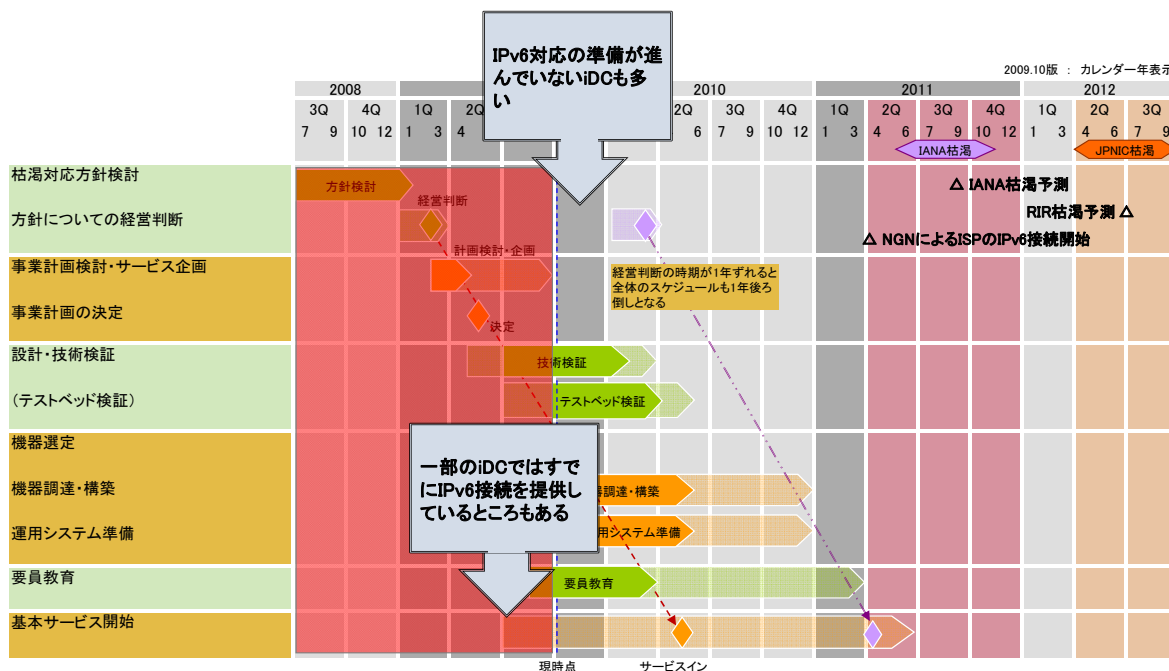 IPv6対応の準備が進
んでいないiDCも多
い
2009.10版 : カレンダー年表示
2008 2010 2011 2012
3Q 4Q 1Q 2Q 2Q 3Q 4Q 1Q 2Q 3Q 4Q 1Q 2Q 3Q
7 9 10 12 1 3 4 6 7 9 10 12 1 3 4 6 7 9 10 12 1 3 4 6 7 9
IANA枯渇 JPNIC枯渇
枯渇対応方針検討
方針検討
△ IANA枯渇予測
経営判断
方針についての経営判断
RIR枯渇予測 △
△ NGNによるISPのIPv6接続開始
計画検討・企画
事業計画検討・サービス企画
経営判断の時期が1年ずれると
全体のスケジュールも1年後ろ
倒しとなる
事業計画の決定
決定
設計・技術検証
技術検証
(テストベッド検証)
テストベッド検証
機器選定
一部のiDCではすで
にIPv6接続を提供し
ているところもある
機器調達・構築
器調達・構築
運用システム準備
用システム準備
要員教育
要員教育
基本サービス開始
現時点 サービスイン